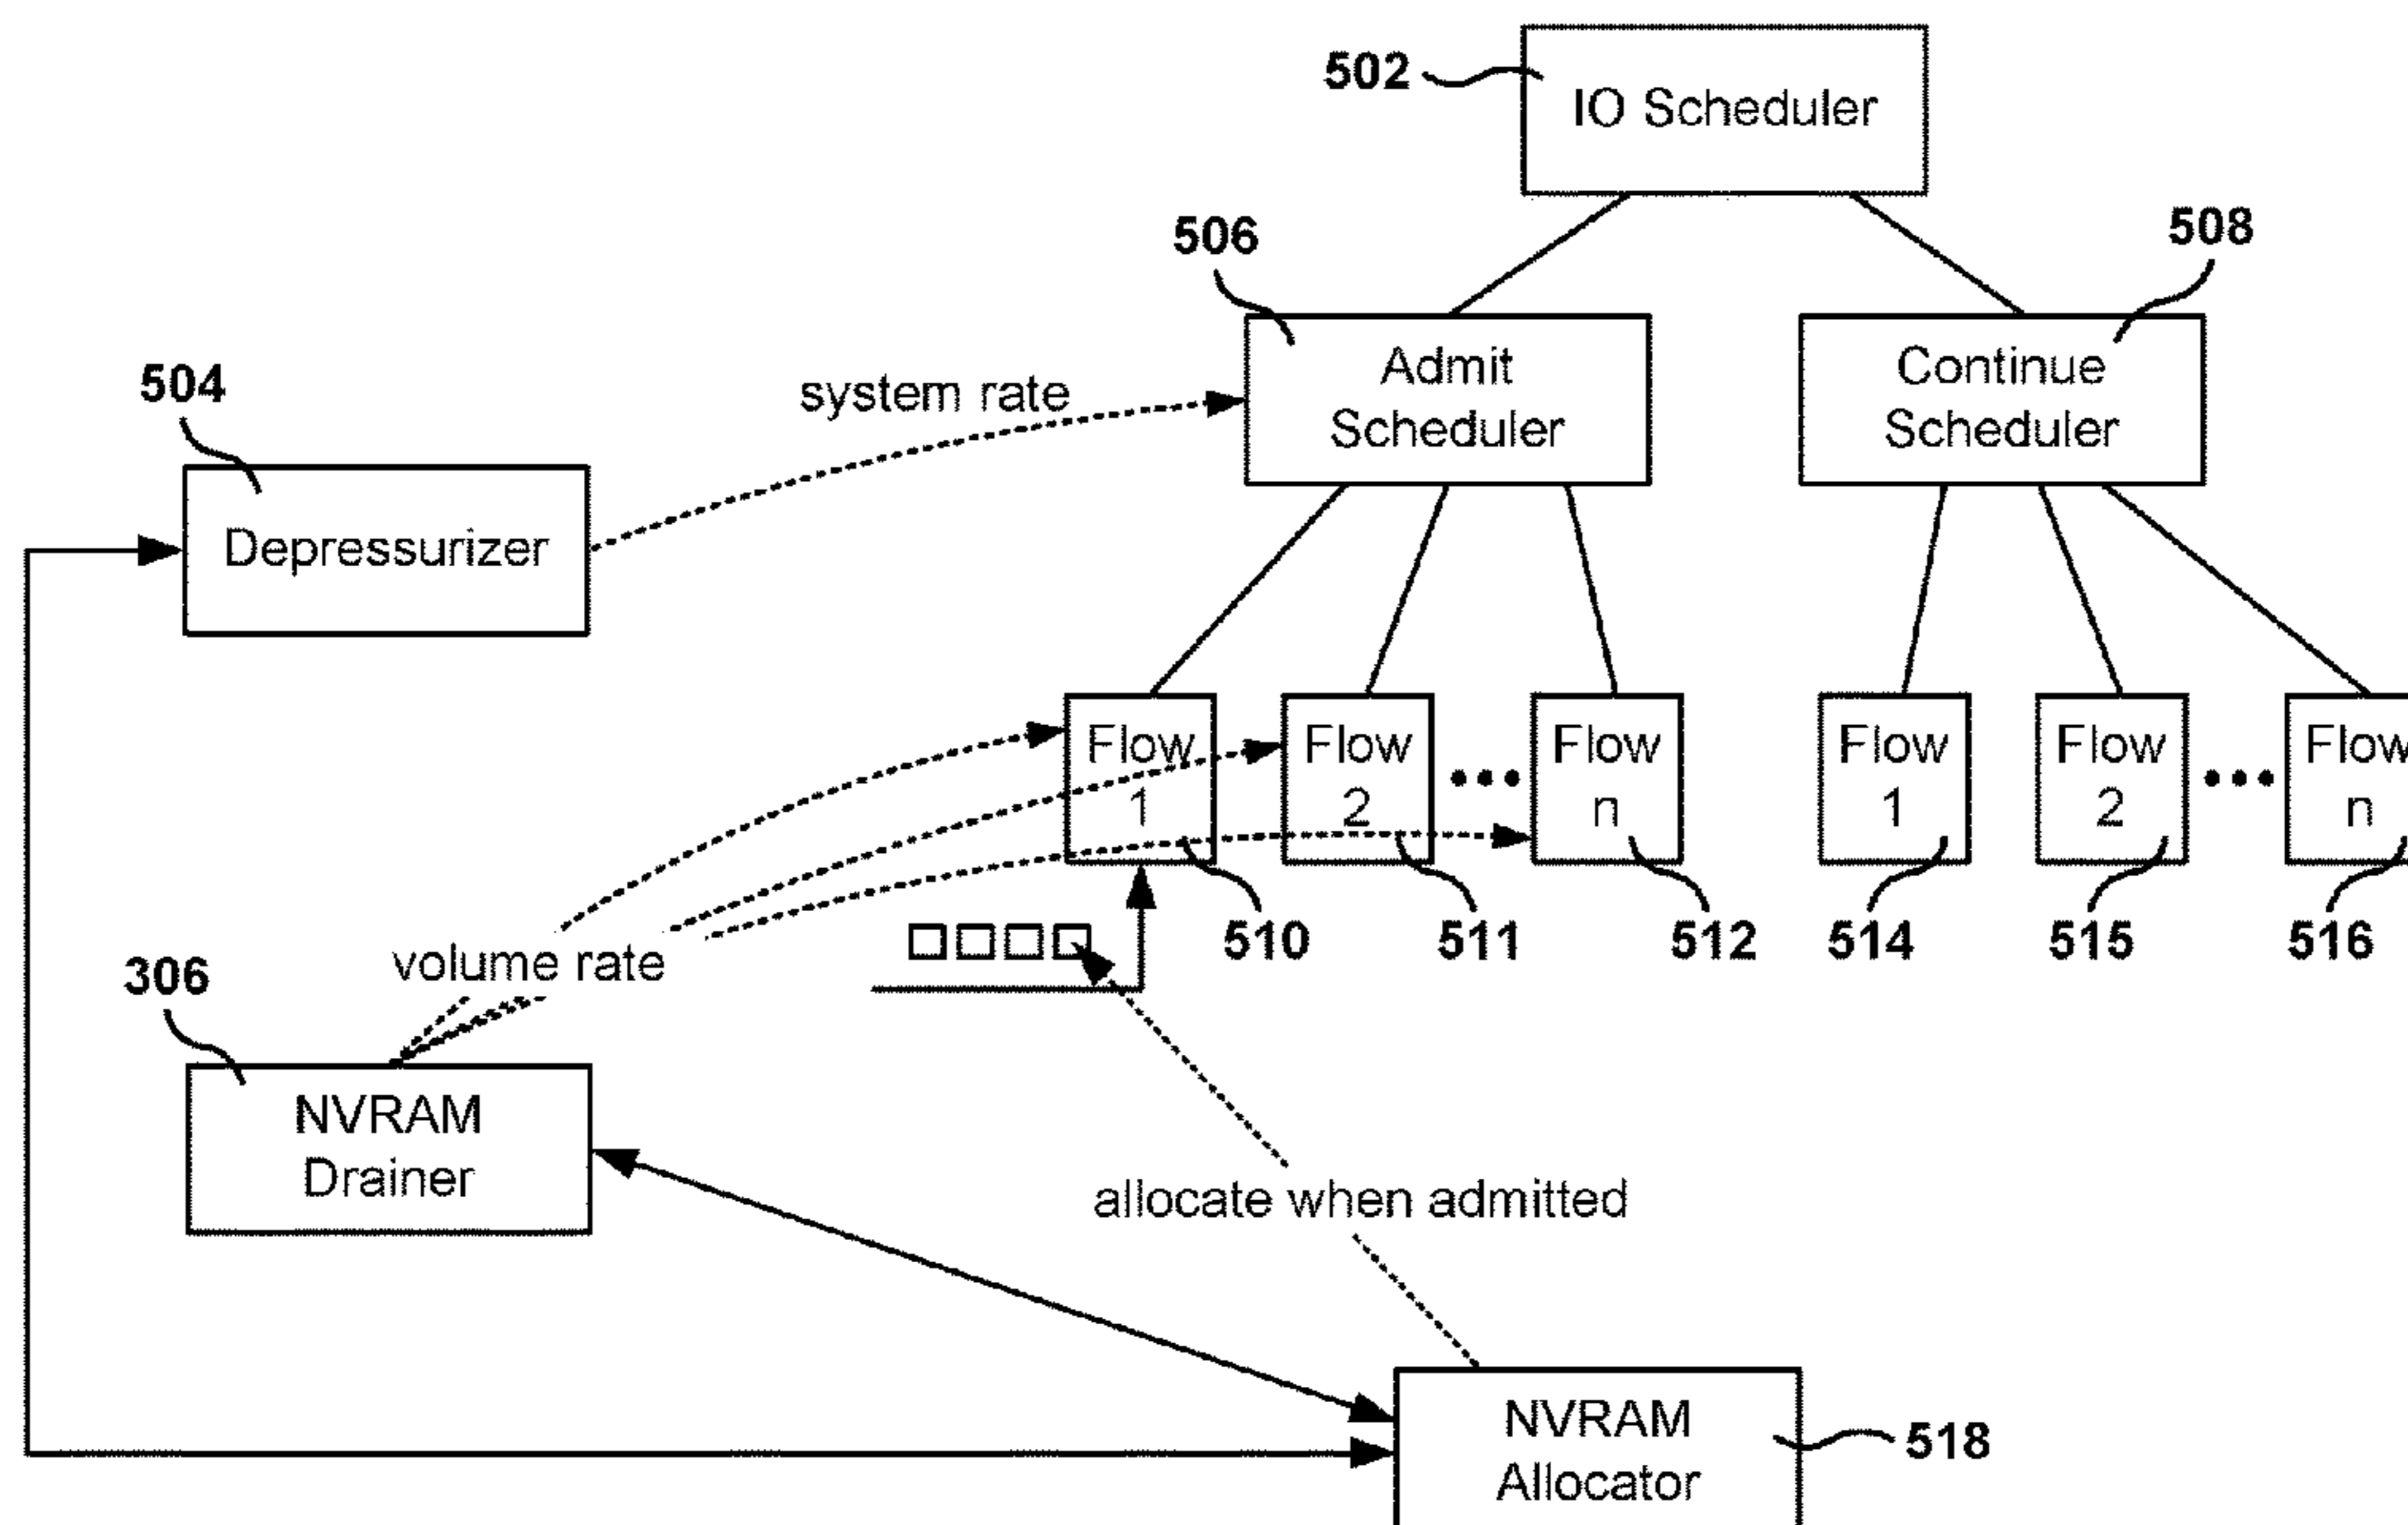 502
IO Scheduler
506
508
Admit
Scheduler
Continue
Scheduler
504
system rate
Depressurizer
Flow
1
Flow
2
Flow
n
Flow
1
Flow
2
Flow
n
510
511
512
514
515
516
volume rate
306
NVRAM
Drainer
allocate when admitted
NVRAM
Allocator
518